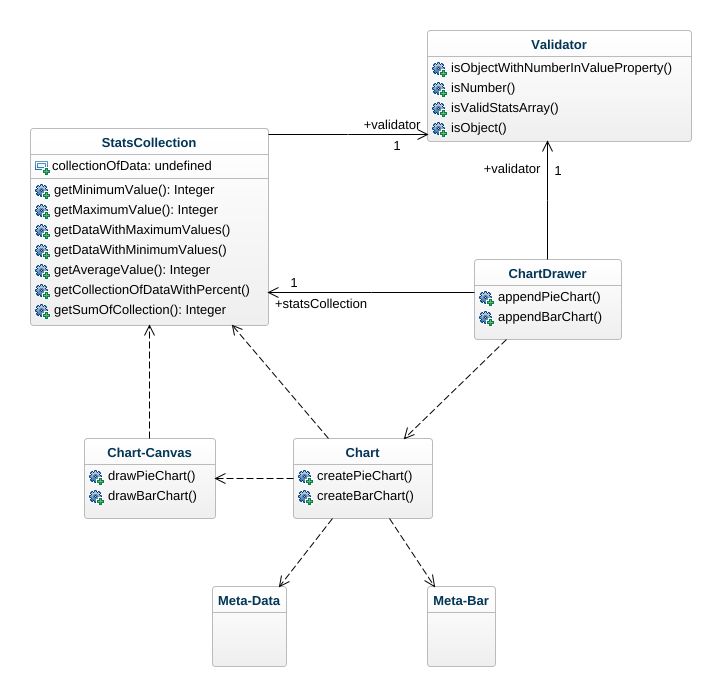 Validator
isObjectWithNumberInValueProperty()
isNumber()
isValidStatsArray()
isObject()
+validator
1
StatsCollection
collectionOfData: undefined
getMinimumValue(): Integer
getMaximumValue(): Integer
getDataWithMaximumValues()
getDataWithMinimumValues()
getAverageValue(): Integer
getCollectionOfDataWithPercent()
getSumOfCollection(): Integer
+validator
1
ChartDrawer
appendPieChart()
appendBarChart()
1
+statsCollection
Chart-Canvas
drawPieChart()
drawBarChart()
Chart
createPieChart()
createBarChart()
Meta-Data
Meta-Bar